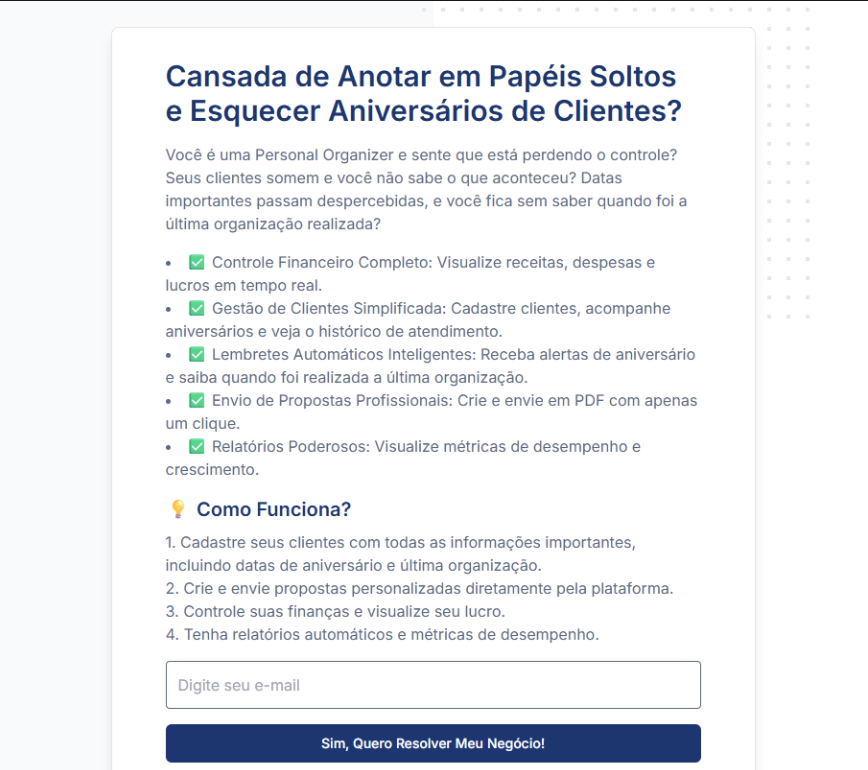 Cansada de Anotar em Papéis Soltos
e Esquecer Aniversários de Clientes?
Você é uma Personal Organizer e sente que está perdendo o controle?
Seus clientes somem e você não sabe o que aconteceu? Datas
importantes passam despercebidas, e você fica sem saber quando foi a
última organização realizada?
• ✅ Controle Financeiro Completo: Visualize receitas, despesas e
lucros em tempo real.
• ✅ Gestão de Clientes Simplificada: Cadastre clientes, acompanhe
aniversários e veja o histórico de atendimento.
• ✅ Lembretes Automáticos Inteligentes: Receba alertas de aniversário
e saiba quando foi realizada a última organização.
• ✅ Envio de Propostas Profissionais: Crie e envie em PDF com apenas
um clique.
• ✅ Relatórios Poderosos: Visualize métricas de desempenho e
crescimento.
💡 Como Funciona?
1. Cadastre seus clientes com todas as informações importantes,
incluindo datas de aniversário e última organização.
2. Crie e envie propostas personalizadas diretamente pela plataforma.
3. Controle suas finanças e visualize seu lucro.
4. Tenha relatórios automáticos e métricas de desempenho.
Digite seu e-mail
Sim, Quero Resolver Meu Negócio!